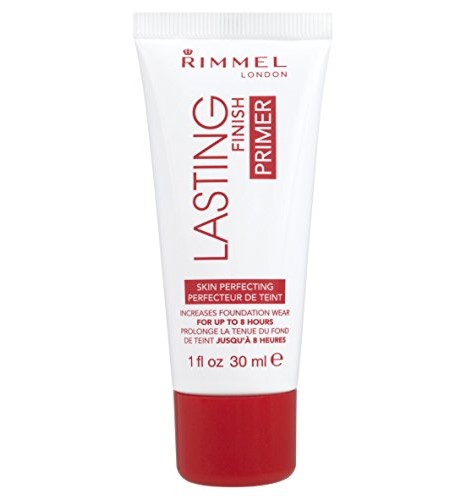 RIMMEL
LONDON
LASTING
FINISH
PRIMER
SKIN PERFECTING
PERFECTEUR DE TEINT
INCREASES FOUNDATION WEAR
FOR UP TO 8 HOURS
PROLONGE LA TENUE DU FOND
DE TEINT JUSQU'À 8 HEURES
1 fl oz 30 ml ℮